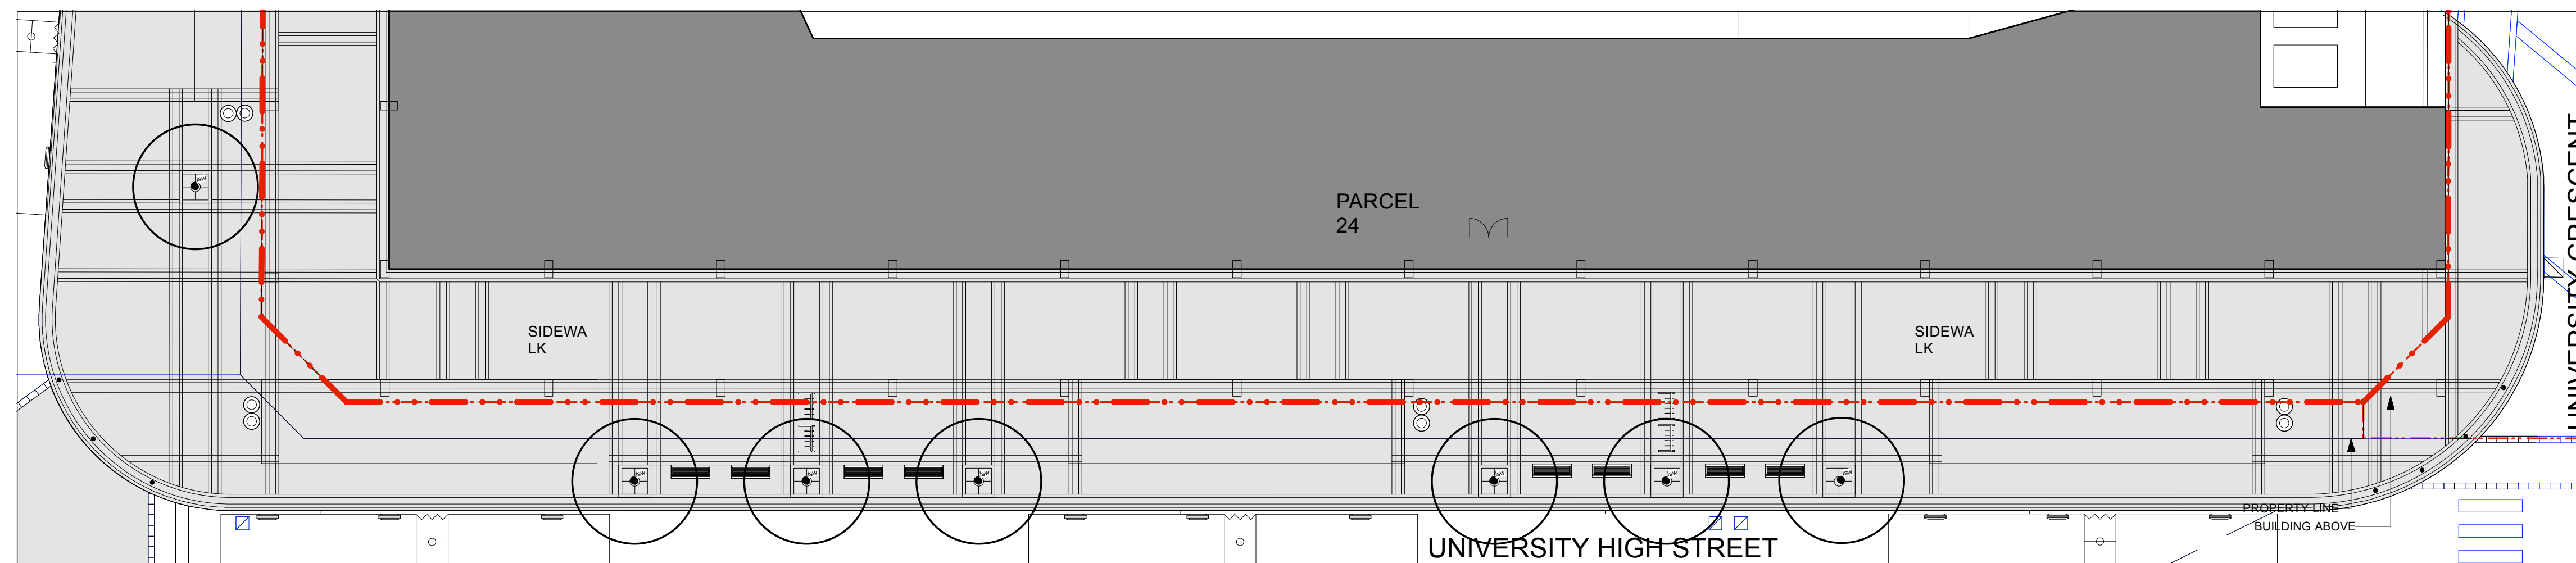 PARCEL
24
SIDEWA
LK
SIDEWA
LK
UNIVERSITY CRESCENT
PROPERTY LINE
BUILDING ABOVE
UNIVERSITY HIGH STREET